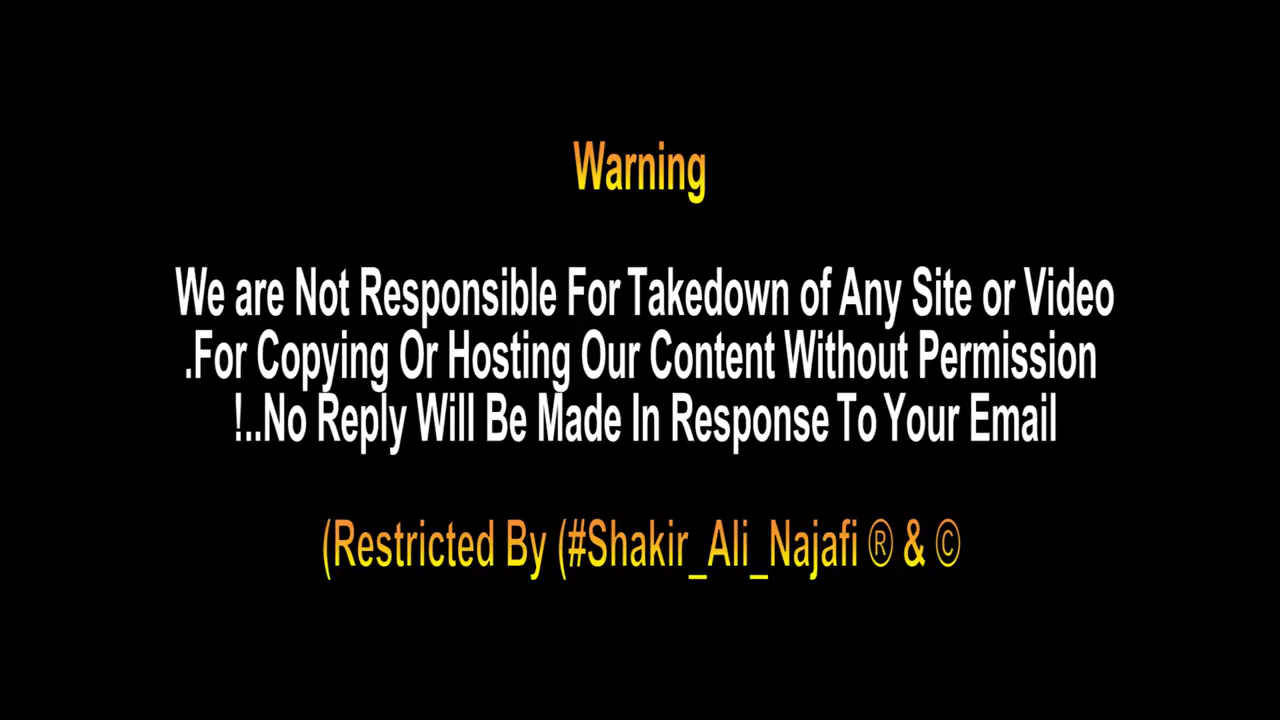 Warning
We are Not Responsible For Takedown of Any Site or Video
.For Copying Or Hosting Our Content Without Permission
!..No Reply Will Be Made In Response To Your Email
(Restricted By (#Shakir_Ali_Najafi ® & ©